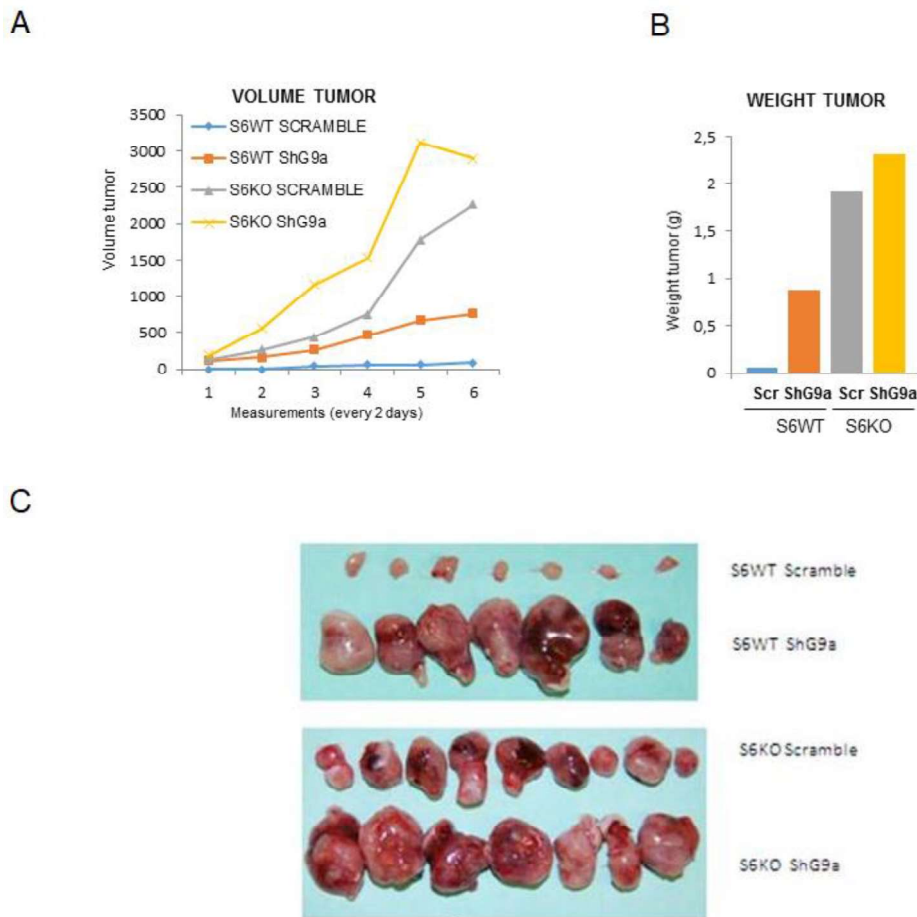 A
B
VOLUME TUMOR
3500
3000
2500
2000
1500
1000
500
0
Volume tumor
S6WT SCRAMBLE
S6WT ShG9a
S6KO SCRAMBLE
S6KO ShG9a
1 2 3 4 5 6
Measurements (every 2 days)
WEIGHT TUMOR
2,5
2
1,5
1
0,5
0
Weight tumor (g)
Scr ShG9a Scr ShG9a
S6WT S6KO
C
S6WT Scramble
S6WT ShG9a
S6KO Scramble
S6KO ShG9a